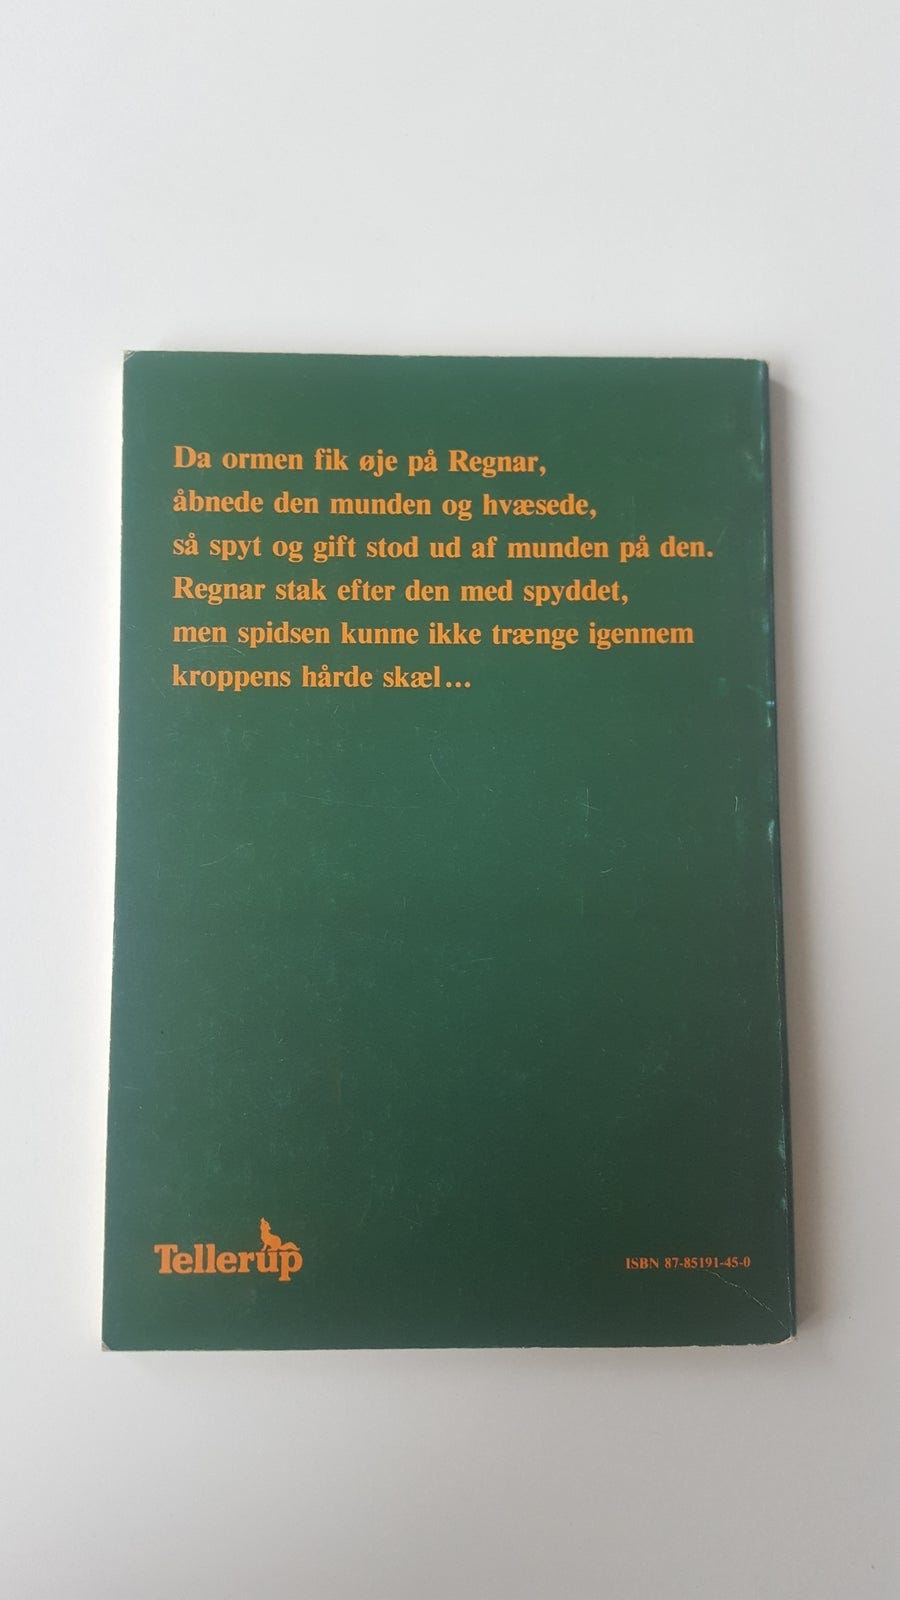 Da ormen fik øje på Regnar,
åbnede den munden og hvæsede,
så spyt og gift stod ud af munden på den.
Regnar stak efter den med spyddet,
men spidsen kunne ikke trænge igennem
kroppens hårde skæl...
Tellerup
ISBN 87-85191-45-0